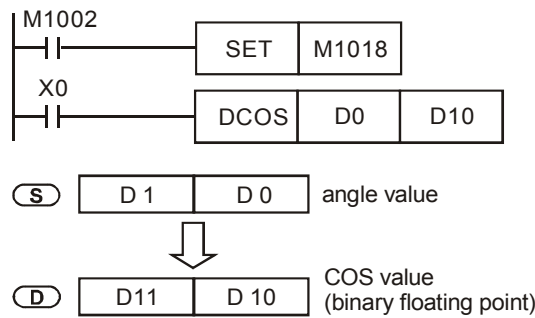 M1002
SET M1018
X0
DCOS D0 D10
S D 1 D 0 angle value
D D11 D 10 COS value
(binary floating point)